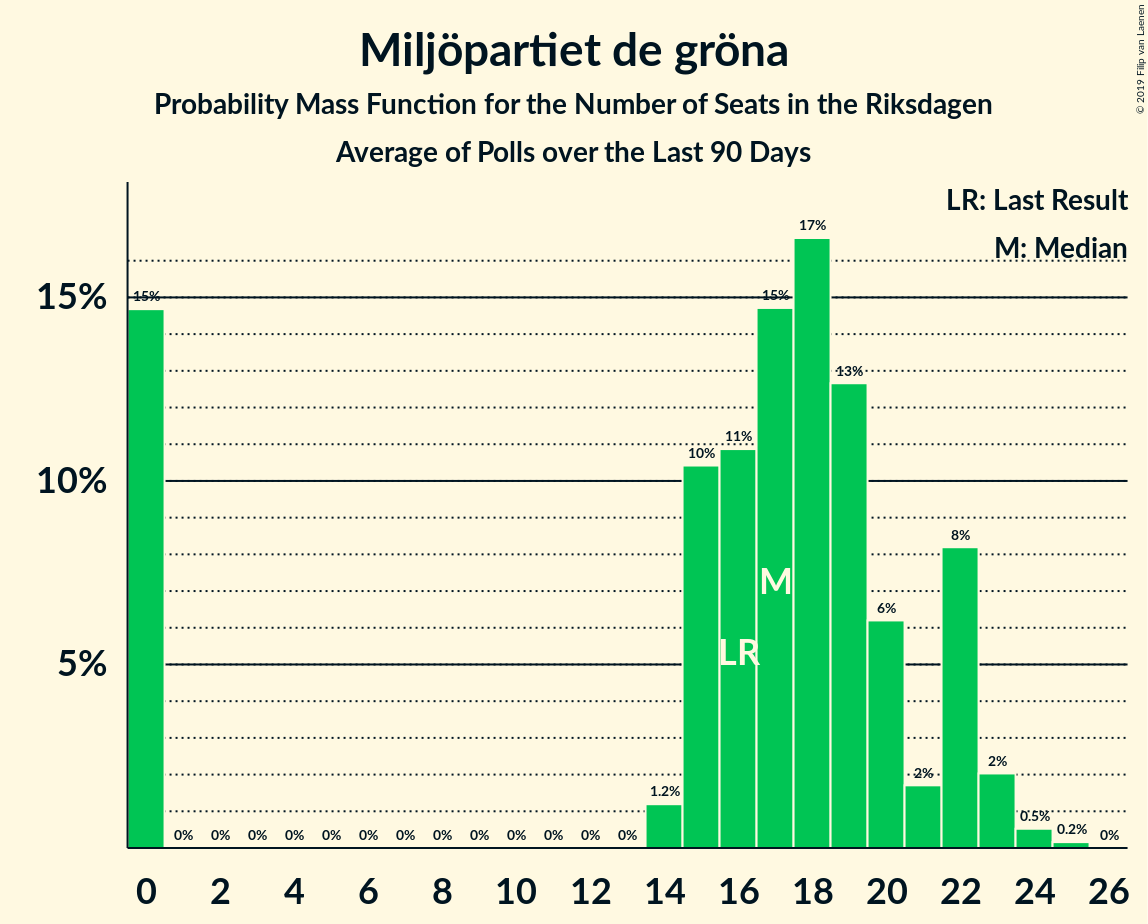 Miljöpartiet de gröna
Probability Mass Function for the Number of Seats in the Riksdagen
Average of Polls over the Last 90 Days
© 2019 Filip van Laenen
LR: Last Result
M: Median
17%
15%
15%
15%
13%
11%
10%
10%
8%
M
6%
LR
5%
2%
2%
1.2%
0.5%
0.2%
0% 0% 0% 0% 0% 0% 0% 0% 0% 0% 0% 0% 0% 0%
0 2 4 6 8 10 12 14 16 18 20 22 24 26